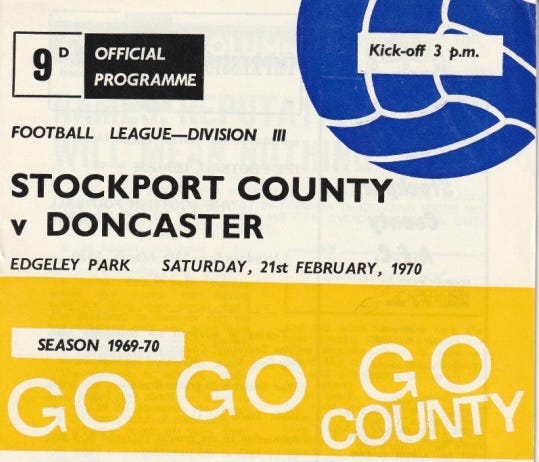 9D
OFFICIAL
PROGRAMME
Kick-off 3 p.m.
FOOTBALL LEAGUE—DIVISION III
STOCKPORT COUNTY
v DONCASTER
EDGELEY PARK SATURDAY, 21st FEBRUARY, 1970
SEASON 1969-70
GO GO GO
COUNTY